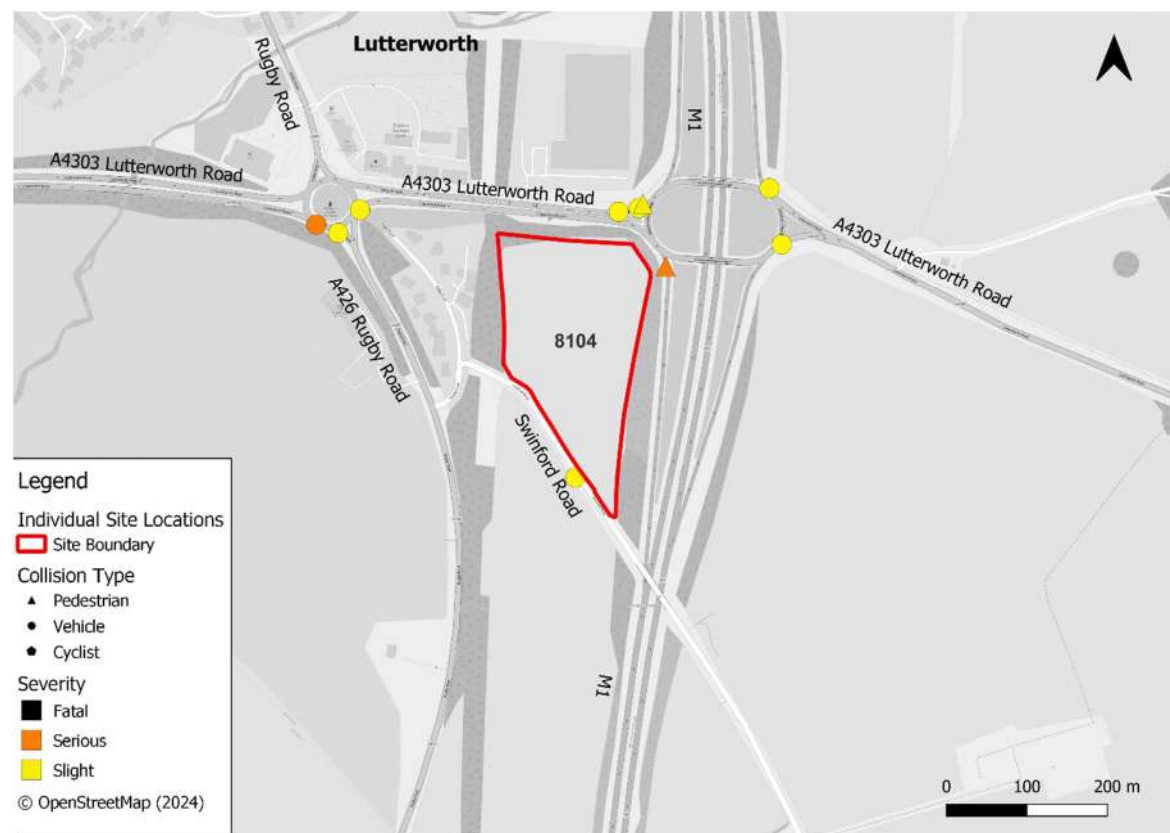 Lutterworth
Rugby Road
M1
A4303 Lutterworth Road
A4303 Lutterworth Road
A4303 Lutterworth Road
8104
A426 Rugby Road
Swinford Road
M1
Legend
Individual Site Locations
Site Boundary
Collision Type
Pedestrian
Vehicle
Cyclist
Severity
Fatal
Serious
Slight
© OpenStreetMap (2024)
0 100 200 m